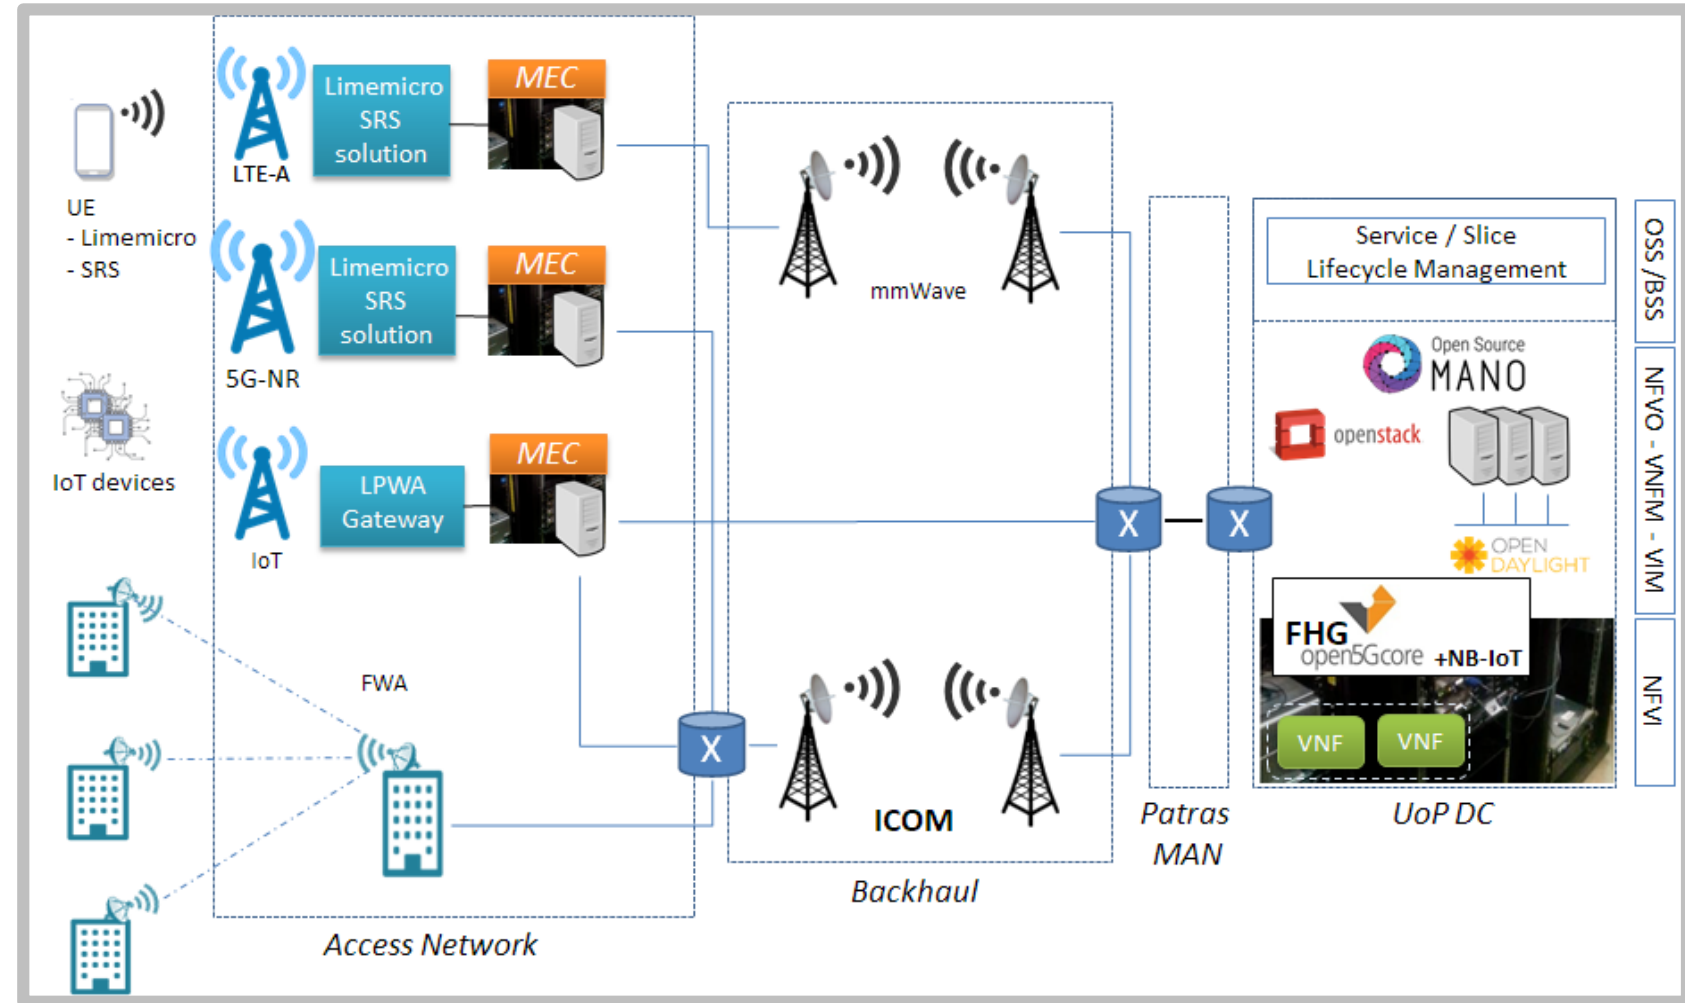 UE
- Limemicro
- SRS
IoT devices
LTE-A
Limemicro
SRS
solution
MEC
5G-NR
Limemicro
SRS
solution
MEC
IoT
LPWA
Gateway
MEC
FWA
X
Access Network
mmWave
ICOM
Backhaul
X
X
Patras
MAN
Service / Slice
Lifecycle Management
Open Source
MANO
openstack
OPEN
DAYLIGHT
FHG
open5Gcore +NB-IoT
VNF
VNF
UoP DC
OSS /BSS
NFVO - VNFM - VIM
NFVI